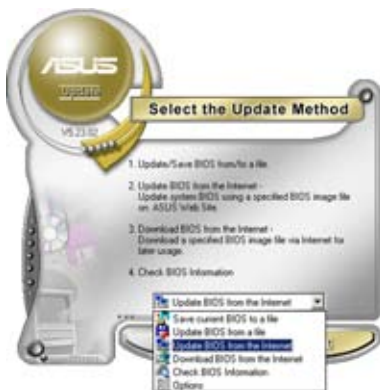 ASUS
Update
V5.23.02
Select the Update Method
1. Update/Save BIOS from/to a file
2. Update BIOS from the Internet -
Update system BIOS using a specified BIOS image file
on ASUS Web Site.
3. Download BIOS from the Internet -
Download a specified BIOS image file via Internet for
later usage.
4. Check BIOS Information
Update BIOS from the Internet
Save current BIOS to a file
Update BIOS from a file
Update BIOS from the Internet
Download BIOS from the Internet
Check BIOS Information
Options